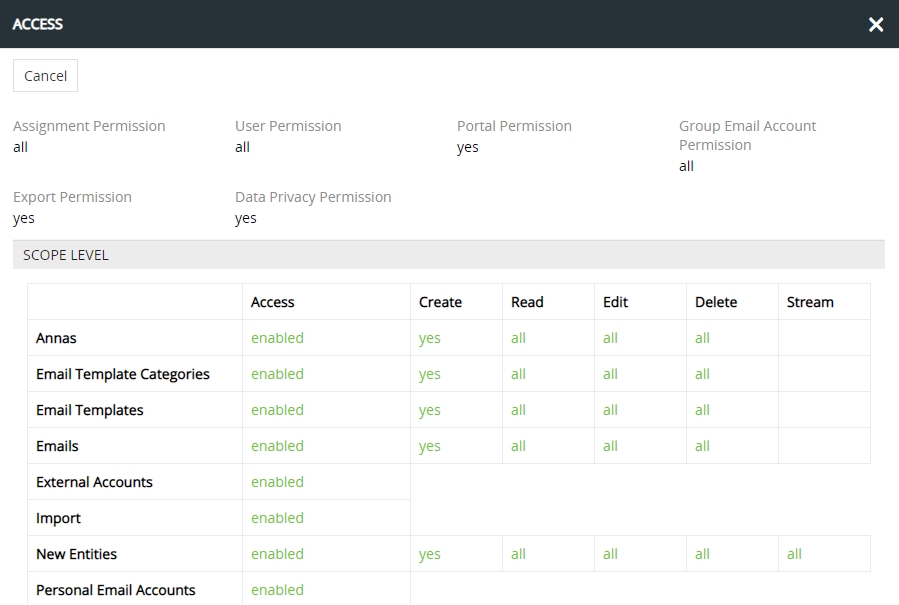 ACCESS
Cancel
Assignment Permission
all
User Permission
all
Portal Permission
yes
Group Email Account
Permission
all
Export Permission
yes
Data Privacy Permission
yes
SCOPE LEVEL
Access Create Read Edit Delete Stream
Annas enabled yes all all all
Email Template Categories enabled yes all all all
Email Templates enabled yes all all all
Emails enabled yes all all all
External Accounts enabled
Import enabled
New Entities enabled yes all all all all
Personal Email Accounts enabled